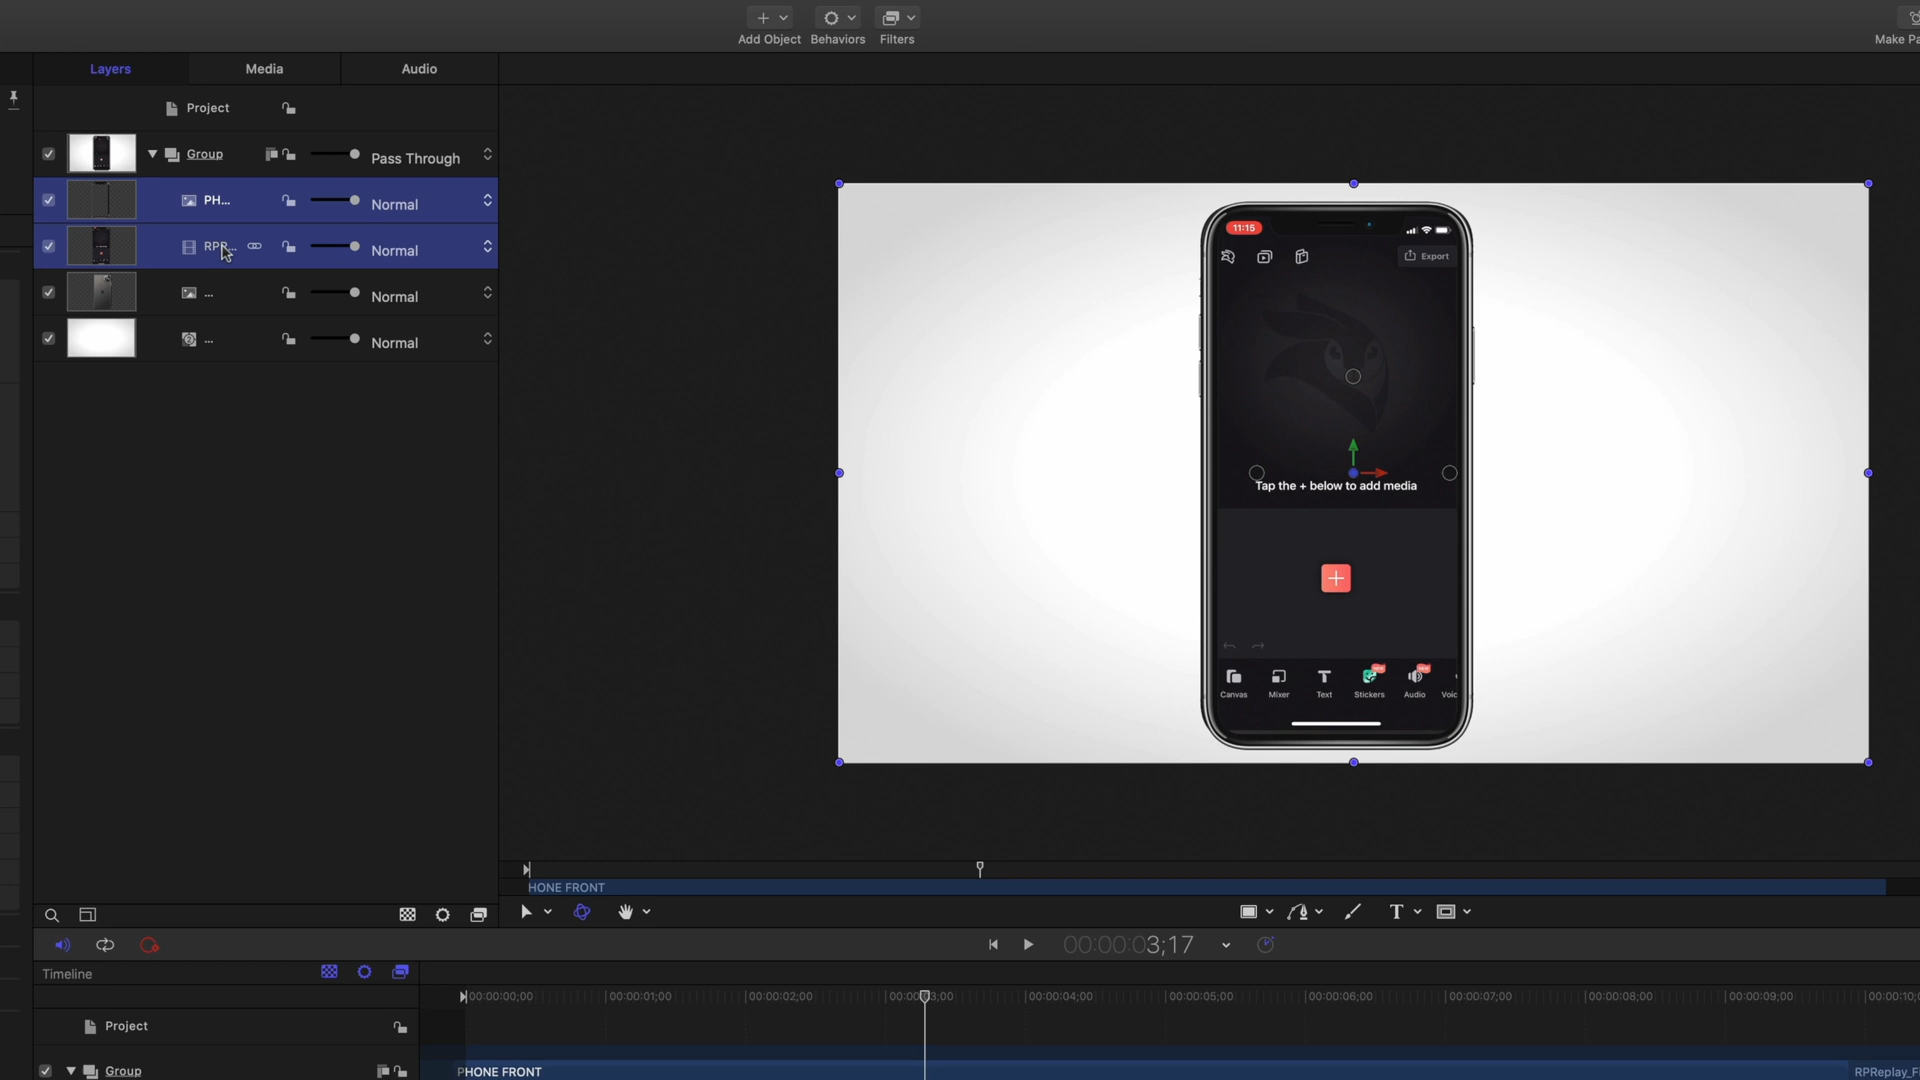 Add Object
Behaviors
Filters
Layers
Media
Audio
Project
Group
Pass Through
PH...
Normal
RPR...
Normal
...
Normal
...
Normal
11:15
Export
Tap the + below to add media
Canvas
Mixer
Text
Stickers
Audio
Voic
HONE FRONT
00:00:03;17
Timeline
00:00:00;00
00:00:01;00
00:00:02;00
00:00:03;00
00:00:04;00
00:00:05;00
00:00:06;00
00:00:07;00
00:00:08;00
00:00:09;00
00:00:10;
Project
Group
PHONE FRONT
RPReplay_Fi